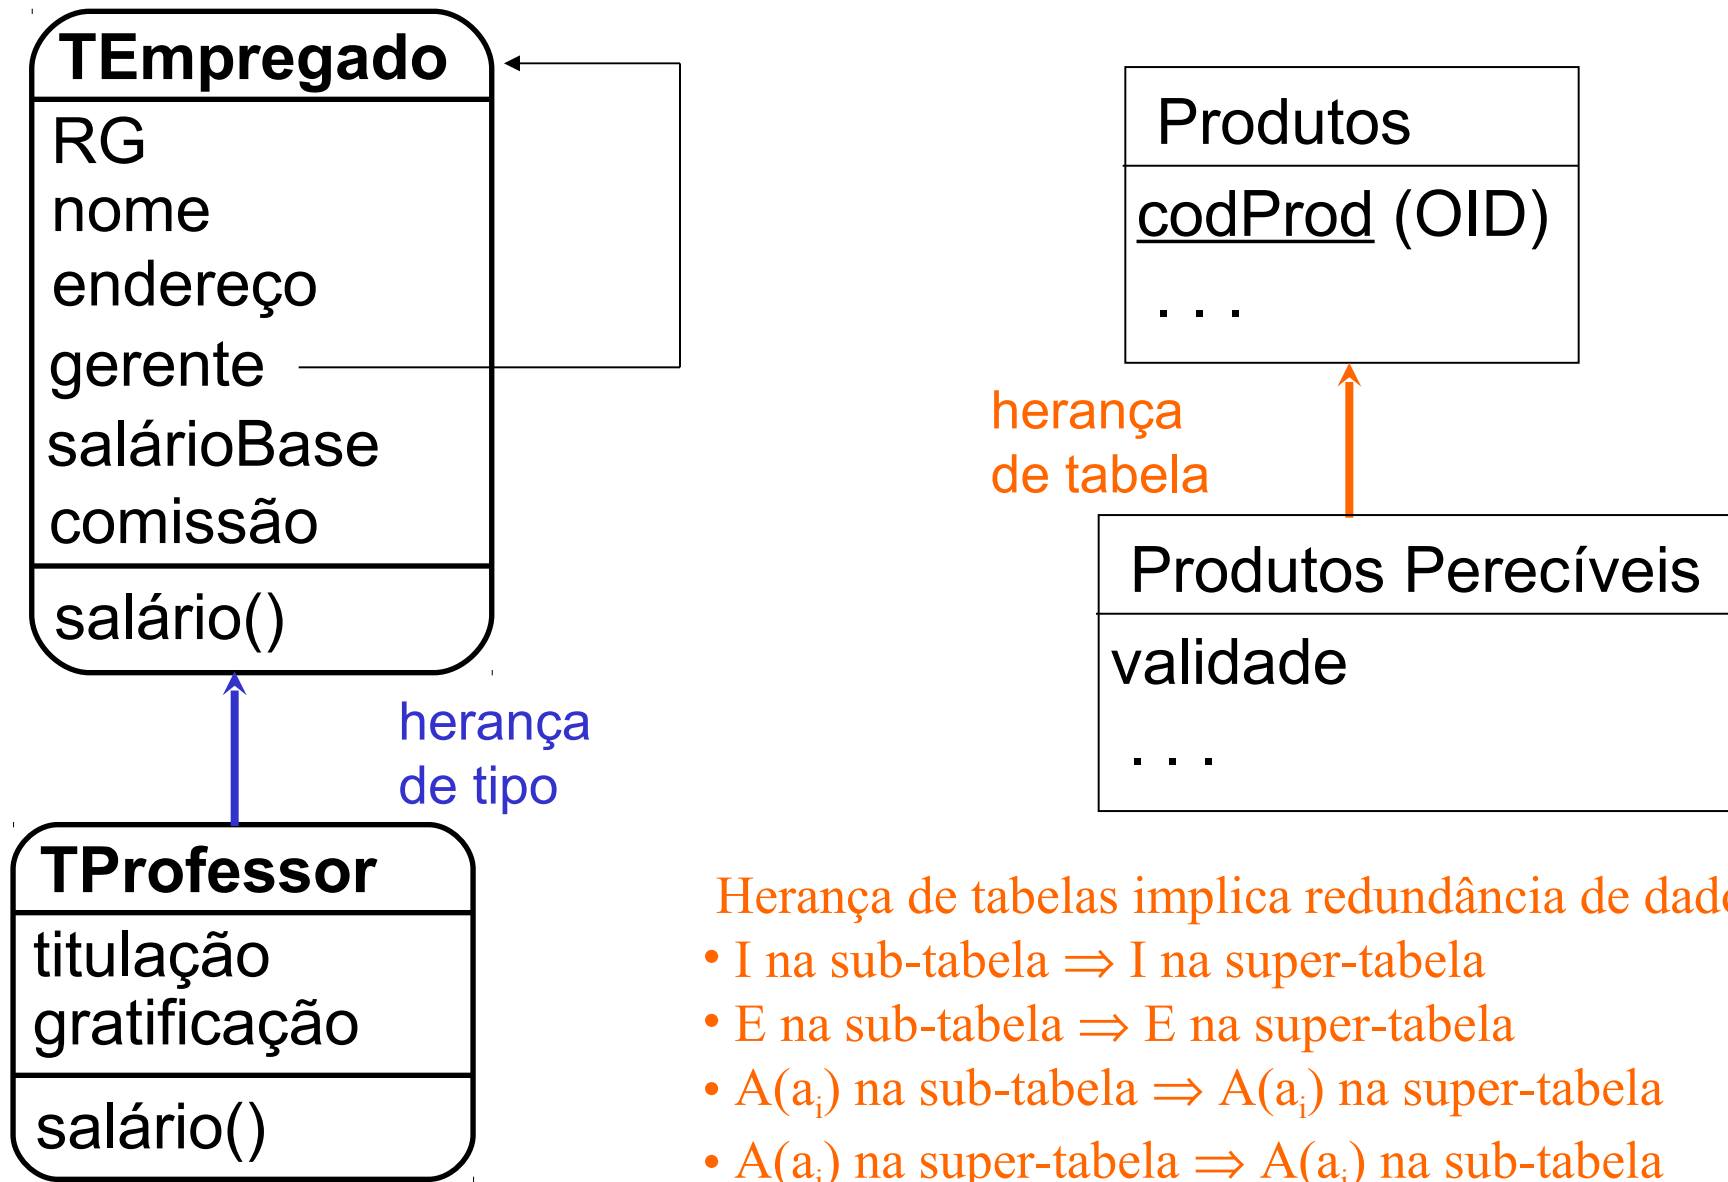 TEmpregado
RG
nome
endereço
gerente
salárioBase
comissão
salário()
herança
de tipo
TProfessor
titulação
gratificação
salário()
Produtos
codProd (OID)
. . .
herança
de tabela
Produtos Perecíveis
validade
. . .
Herança de tabelas implica redundância de
• I na sub-tabela ⇒ I na super-tabela
• E na sub-tabela ⇒ E na super-tabela
• A(ai) na sub-tabela ⇒ A(ai) na super-tabela
• A(ai) na super-tabela ⇒ A(ai) na sub-tabela